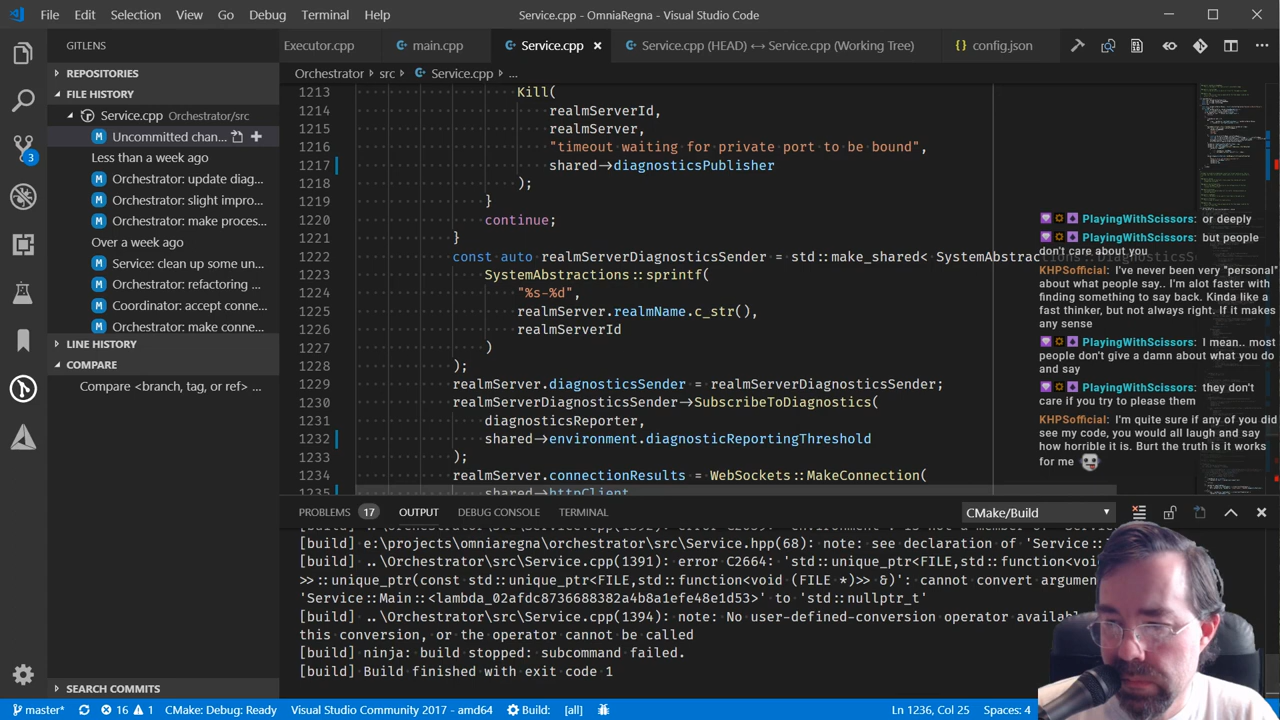 File Edit Selection View Go Debug Terminal Help Service.cpp - OmniaRegna - Visual Studio Code
GITLENS
Executor.cpp main.cpp Service.cpp × Service.cpp (HEAD) ↔ Service.cpp (Working Tree) config.json
REPOSITORIES
FILE HISTORY
Service.cpp Orchestrator/src
M Uncommitted chan...
Less than a week ago
M Orchestrator: update diag...
M Orchestrator: slight impro...
M Orchestrator: make proces...
Over a week ago
M Service: clean up some un...
M Orchestrator: refactoring ...
M Coordinator: accept conne...
M Orchestrator: make conne...
LINE HISTORY
COMPARE
Compare <branch, tag, or ref> ...
SEARCH COMMITS
3
Orchestrator > src > Service.cpp > ...
1213 Kill(
1214 realmServerId,
1215 realmServer,
1216 "timeout waiting for private port to be bound",
1217 shared→diagnosticsPublisher
1218 );
1219 }
1220 continue;
1221 }
1222 const auto realmServerDiagnosticsSender = std::make_shared< SystemAbstractions::DiagnosticsS
1223 SystemAbstractions::sprintf(
1224 "%s-%d",
1225 realmServer.realmName.c_str(),
1226 realmServerId
1227 )
1228 );
1229 realmServer.diagnosticsSender = realmServerDiagnosticsSender;
1230 realmServerDiagnosticsSender→SubscribeToDiagnostics(
1231 diagnosticsReporter,
1232 shared→environment.diagnosticReportingThreshold
1233 );
1234 realmServer.connectionResults = WebSockets::MakeConnection(
1235 shared→httpClient
PlayingWithScissors: or deeply
PlayingWithScissors: but people
don't care about you
KHPSofficial: I've never been very "personal"
about what people say.. I'm alot faster with
finding something to say back. Kinda like a
fast thinker, but not always right. If it makes
any sense
PlayingWithScissors: I mean.. most
people don't give a damn about what you do
and say
PlayingWithScissors: they don't
care if you try to please them
KHPSofficial: I'm quite sure if any of you did
see my code, you would all laugh and say
how horrible it is. Burt the truth is it works
for me
PROBLEMS 17 OUTPUT DEBUG CONSOLE TERMINAL CMake/Build
[build] e:\projects\omniaregna\orchestrator\src\Service.hpp(68): note: see declaration of 'Service::
[build] ..\Orchestrator\src\Service.cpp(1391): error C2664: 'std::unique_ptr<FILE,std::function<void
>>::unique_ptr(const std::unique_ptr<FILE,std::function<void (FILE *)>> &)': cannot convert argumen
'Service::Main::<lambda_02afdc8736688382a4b8a1efe48e1d53>' to 'std::nullptr_t'
[build] ..\Orchestrator\src\Service.cpp(1394): note: No user-defined-conversion operator availa
this conversion, or the operator cannot be called
[build] ninja: build stopped: subcommand failed.
[build] Build finished with exit code 1
master* 16 1 CMake: Debug: Ready Visual Studio Community 2017 - amd64 Build: [all] Ln 1236, Col 25 Spaces: 4